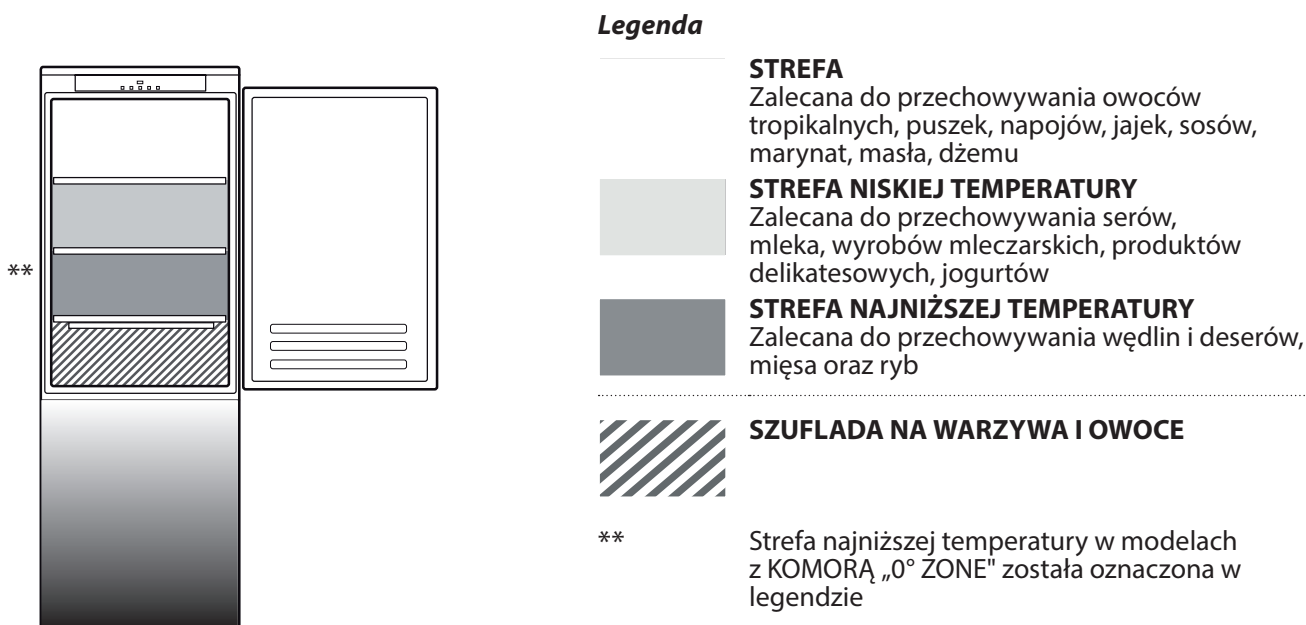 Legenda
STREFA
Zalecana do przechowywania owoców
tropikalnych, puszek, napojów, jajek, sosów,
marynat, masła, dżemu
STREFA NISKIEJ TEMPERATURY
Zalecana do przechowywania serów,
mleka, wyrobów mleczarskich, produktów
delikatesowych, jogurtów
STREFA NAJNIŻSZEJ TEMPERATURY
Zalecana do przechowywania wędlin i deserów,
mięsa oraz ryb
SZUFLADA NA WARZYWA I OWOCE
**
** Strefa najniższej temperatury w modelach
z KOMORĄ „0° ZONE" została oznaczona w
legendzie